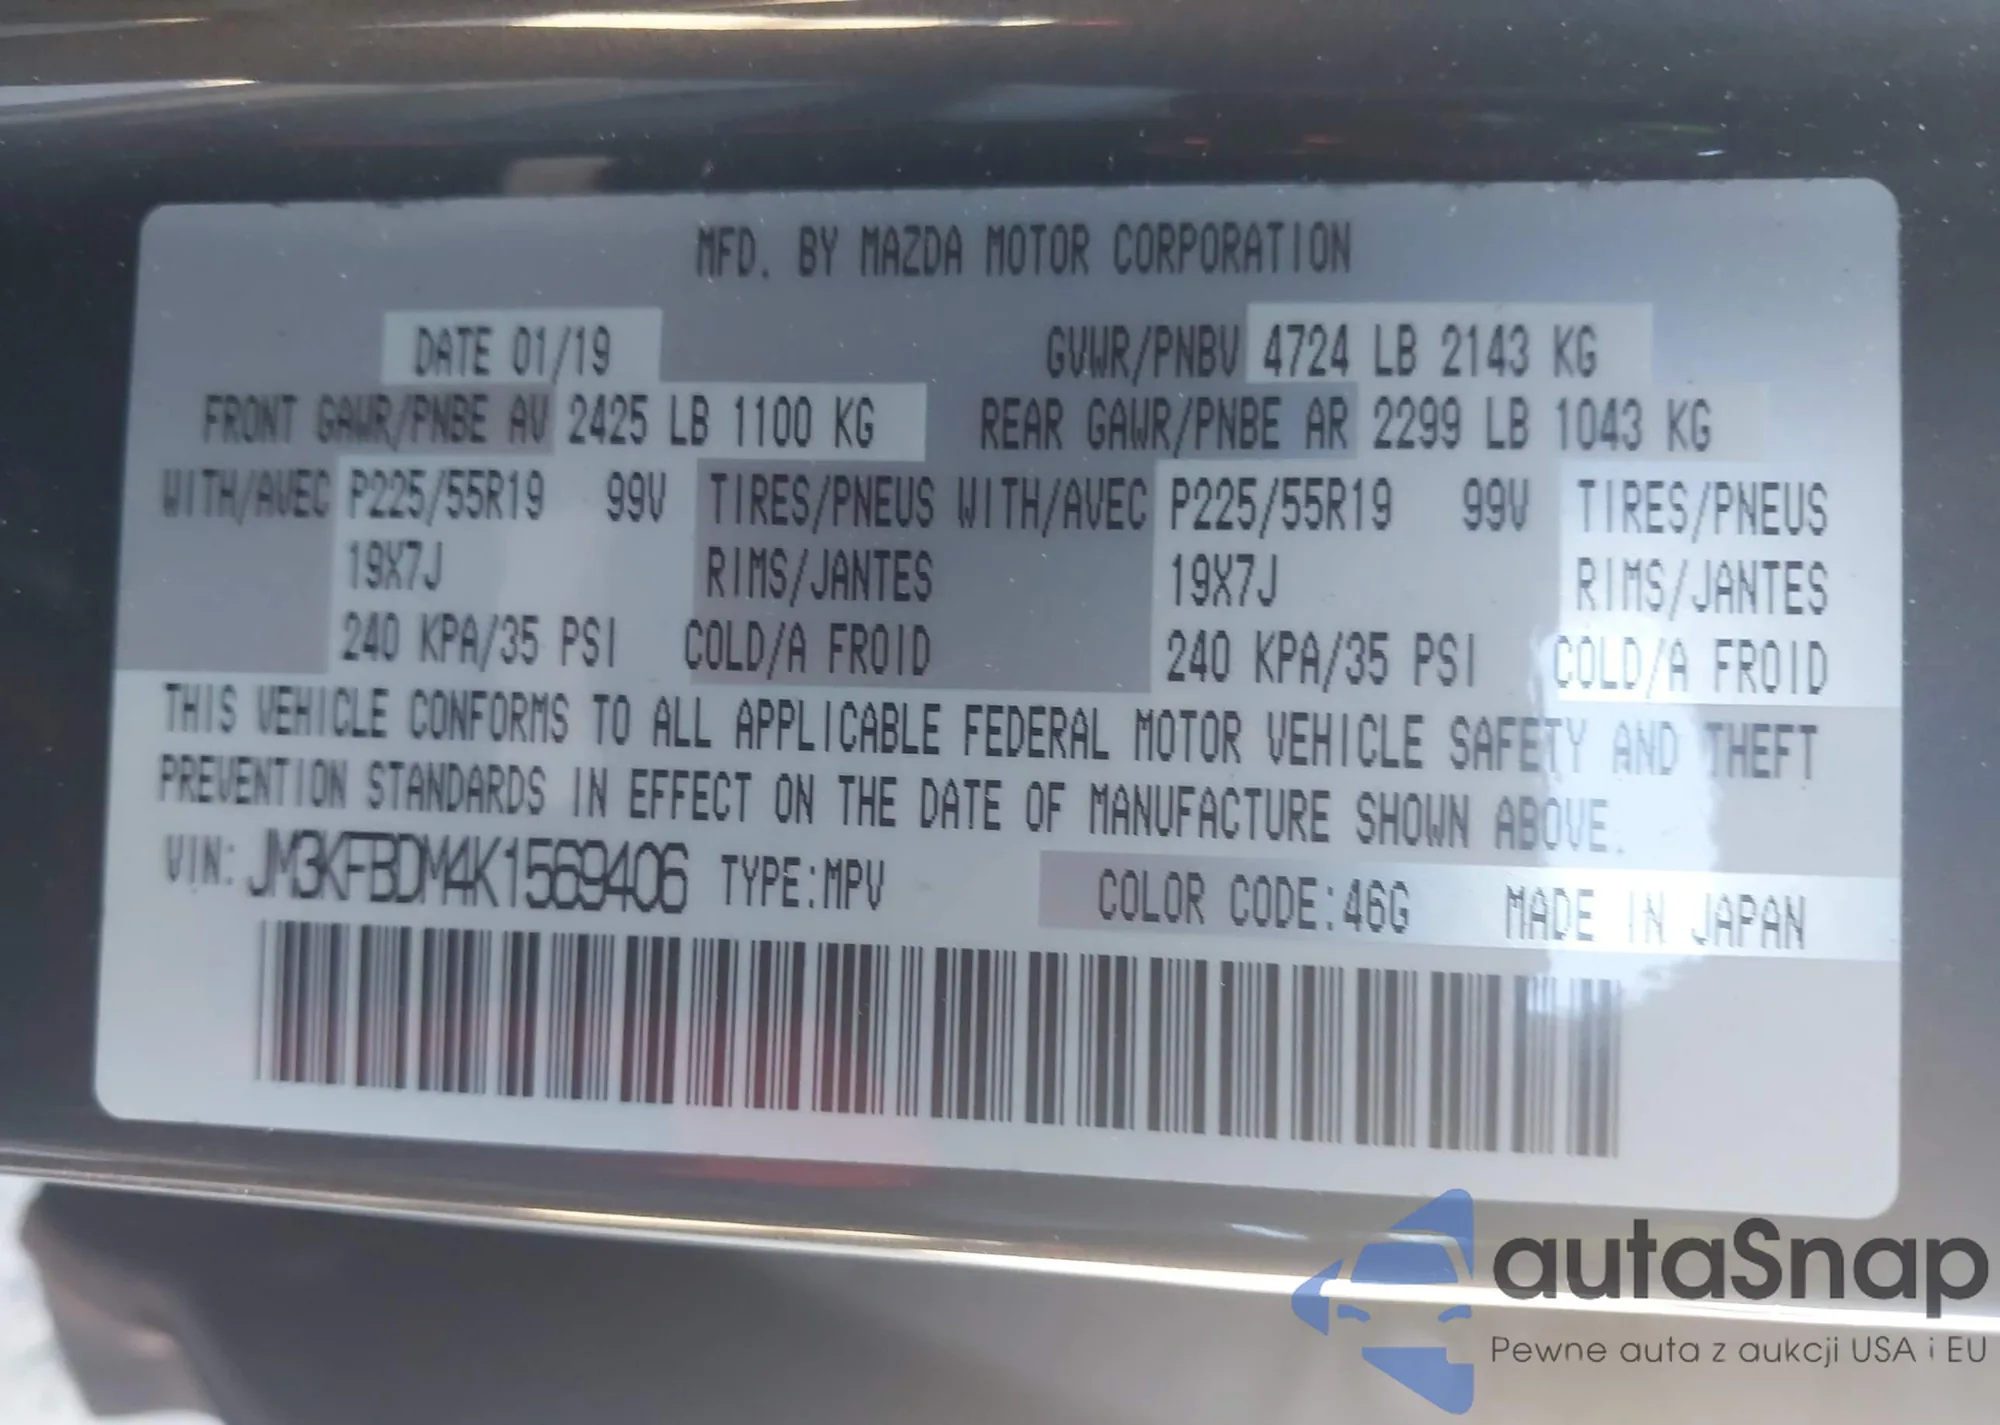 MFD. BY MAZDA MOTOR CORPORATION
DATE 01/19 GVWR/PNBV 4724 LB 2143 KG
FRONT GAWR/PNBE AV 2425 LB 1100 KG REAR GAWR/PNBE AR 2299 LB 1043 KG
WITH/AVEC P225/55R19 99V TIRES/PNEUS WITH/AVEC P225/55R19 99V TIRES/PNEUS
19X7J RIMS/JANTES 19X7J RIMS/JANTES
240 KPA/35 PSI COLD/A FROID 240 KPA/35 PSI COLD/A FROID
THIS VEHICLE CONFORMS TO ALL APPLICABLE FEDERAL MOTOR VEHICLE SAFETY AND THEFT
PREVENTION STANDARDS IN EFFECT ON THE DATE OF MANUFACTURE SHOWN ABOVE.
VIN: JM3KFBDM4K1569406 TYPE:MPV COLOR CODE:46G MADE IN JAPAN
autaSnap
Pewne auta z aukcji USA i EU